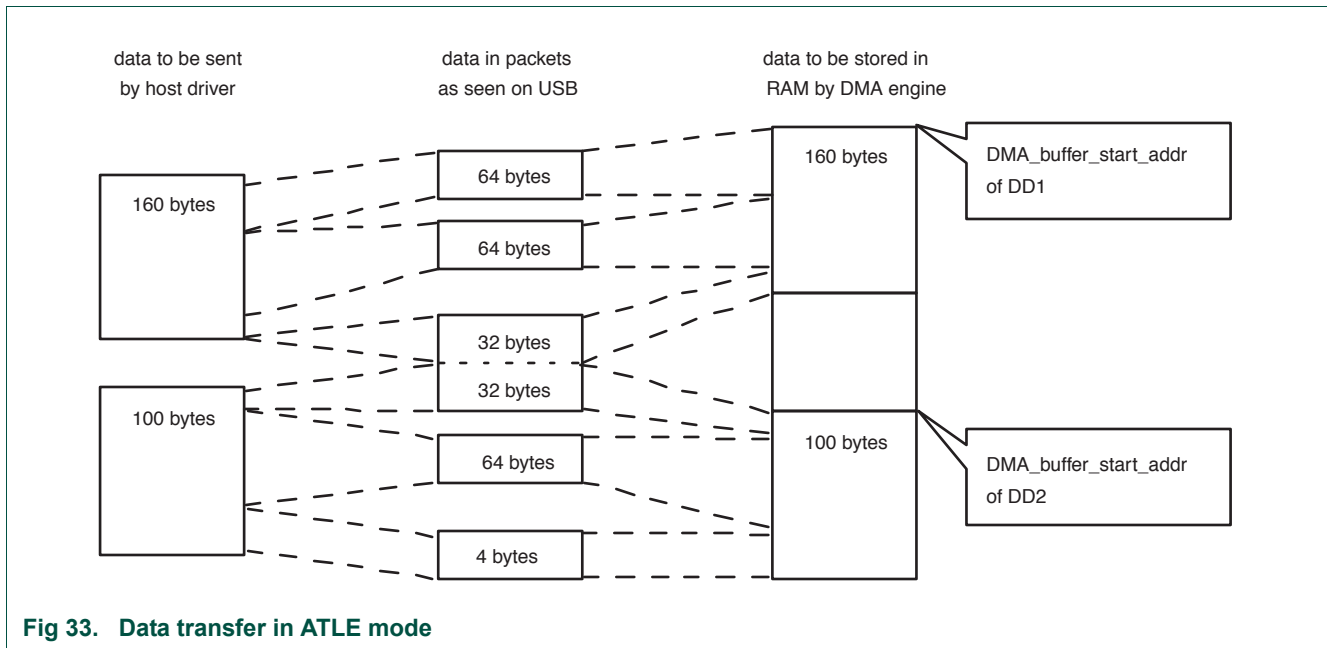 data to be sent
by host driver
data in packets
as seen on USB
data to be stored in
RAM by DMA engine
160 bytes
64 bytes
64 bytes
32 bytes
32 bytes
100 bytes
64 bytes
4 bytes
160 bytes
100 bytes
DMA_buffer_start_addr
of DD1
DMA_buffer_start_addr
of DD2
Fig 33. Data transfer in ATLE mode